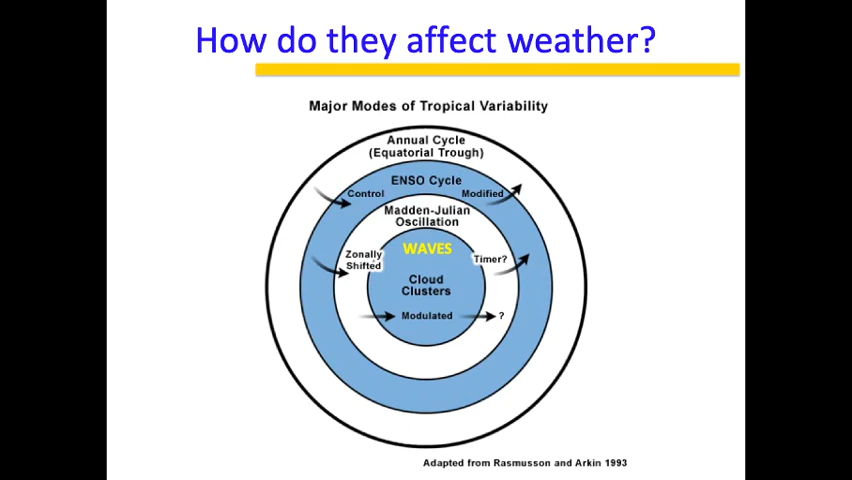 How do they affect weather?
Major Modes of Tropical Variability
Annual Cycle
(Equatorial Trough)
ENSO Cycle
Control
Modified
Madden-Julian
Oscillation
WAVES
Zonally
Shifted
Timer?
Cloud
Clusters
Modulated
?
Adapted from Rasmusson and Arkin 1993